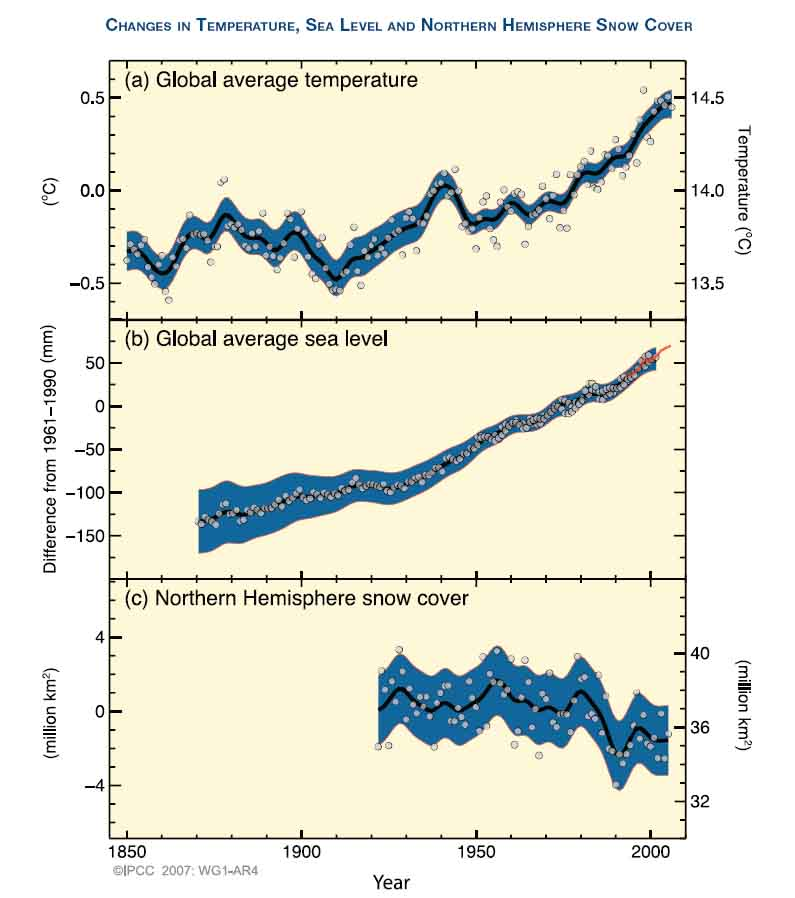 CHANGES IN TEMPERATURE, SEA LEVEL AND NORTHERN HEMISPHERE SNOW COVER
(a) Global average temperature
0.5
0.0
−0.5
(°C)
14.5
14.0
13.5
Temperature (°C)
(b) Global average sea level
50
0
−50
−100
−150
Difference from 1961–1990 (mm)
(c) Northern Hemisphere snow cover
4
0
−4
(million km²)
40
36
32
(million km²)
1850 1900 1950 2000
©IPCC 2007: WG1-AR4
Year